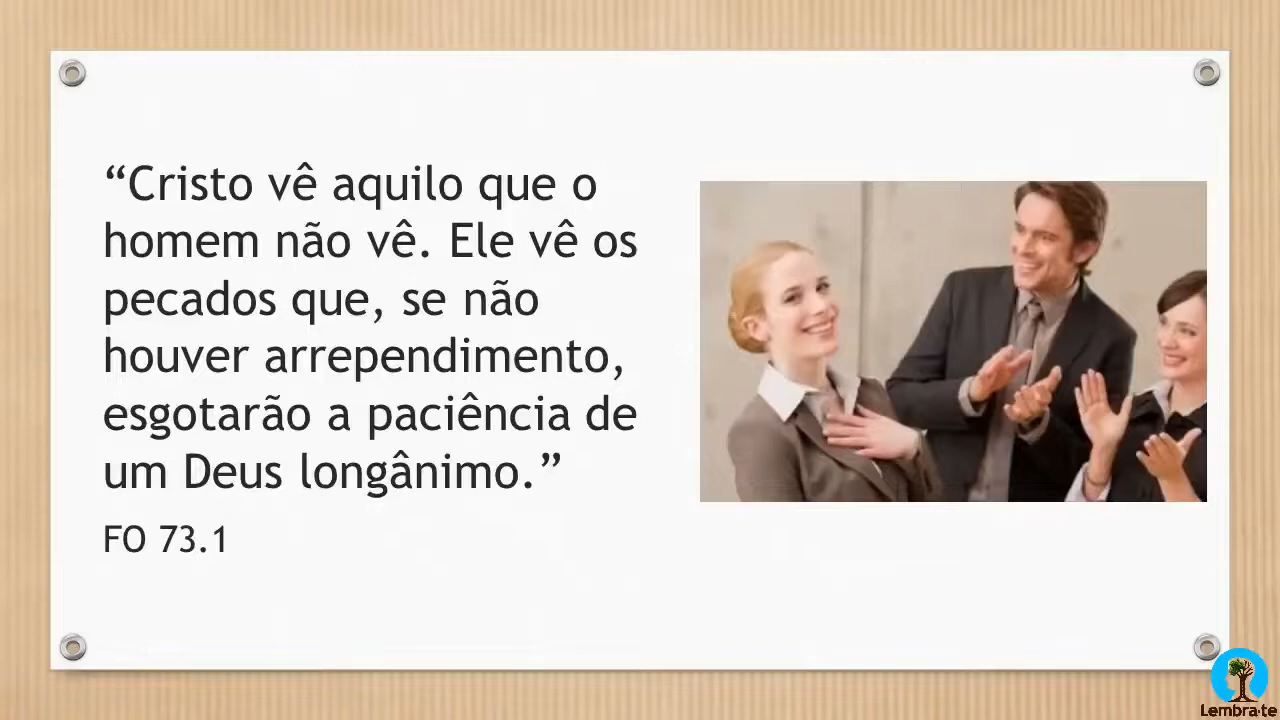 “Cristo vê aquilo que o
homem não vê. Ele vê os
pecados que, se não
houver arrependimento,
esgotarão a paciência de
um Deus longânimo.”
FO 73.1
Lembra-te